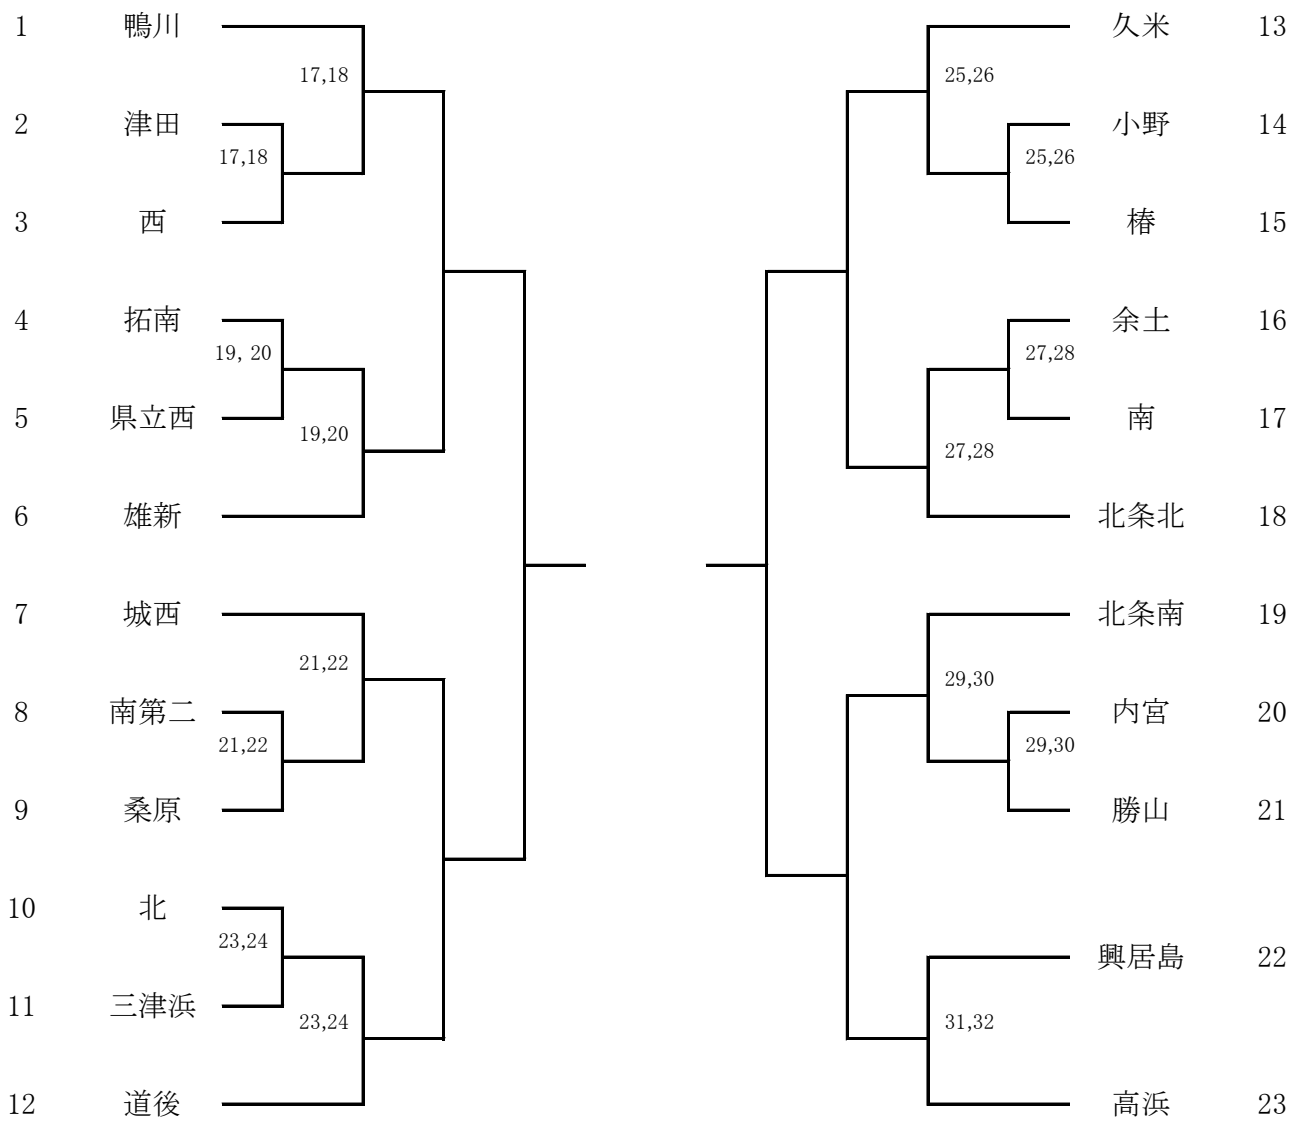 1 鴨川
17,18
2 津田
17,18
3 西
4 拓南
19, 20
5 県立西
19,20
6 雄新
7 城西
21,22
8 南第二
21,22
9 桑原
10 北
23,24
11 三津浜
23,24
12 道後
久米 13
25,26
小野 14
25,26
椿 15
余土 16
27,28
南 17
27,28
北条北 18
北条南 19
29,30
内宮 20
29,30
勝山 21
興居島 22
31,32
高浜 23